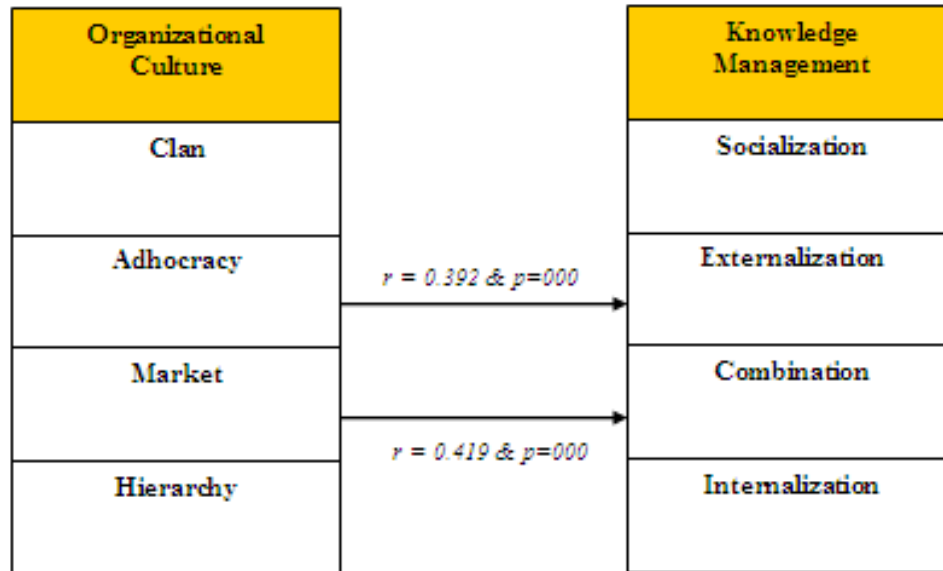 Organizational
Culture
Clan
Adhocracy
Market
Hierarchy
r = 0.392 & p=000
r = 0.419 & p=000
Knowledge
Management
Socialization
Externalization
Combination
Internalization